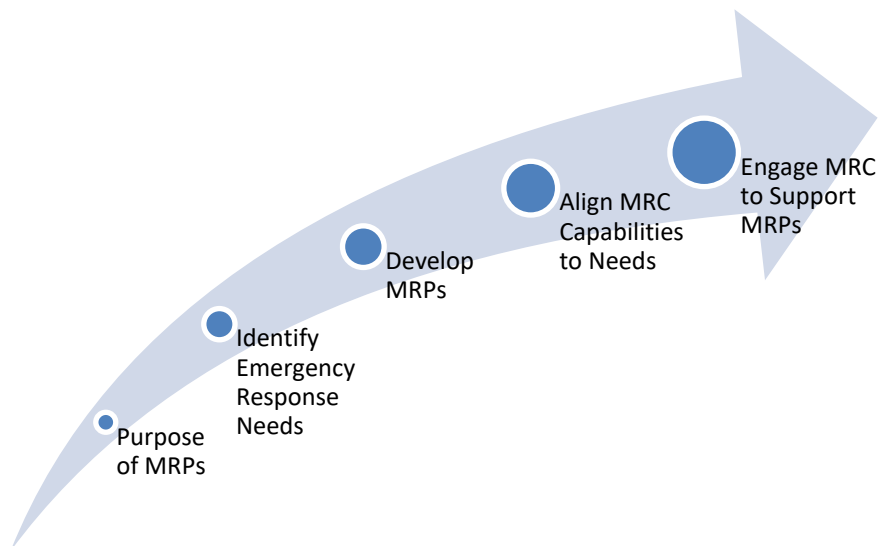 Purpose
of MRPs
Identify
Emergency
Response
Needs
Develop
MRPs
Align MRC
Capabilities
to Needs
Engage MRC
to Support
MRPs